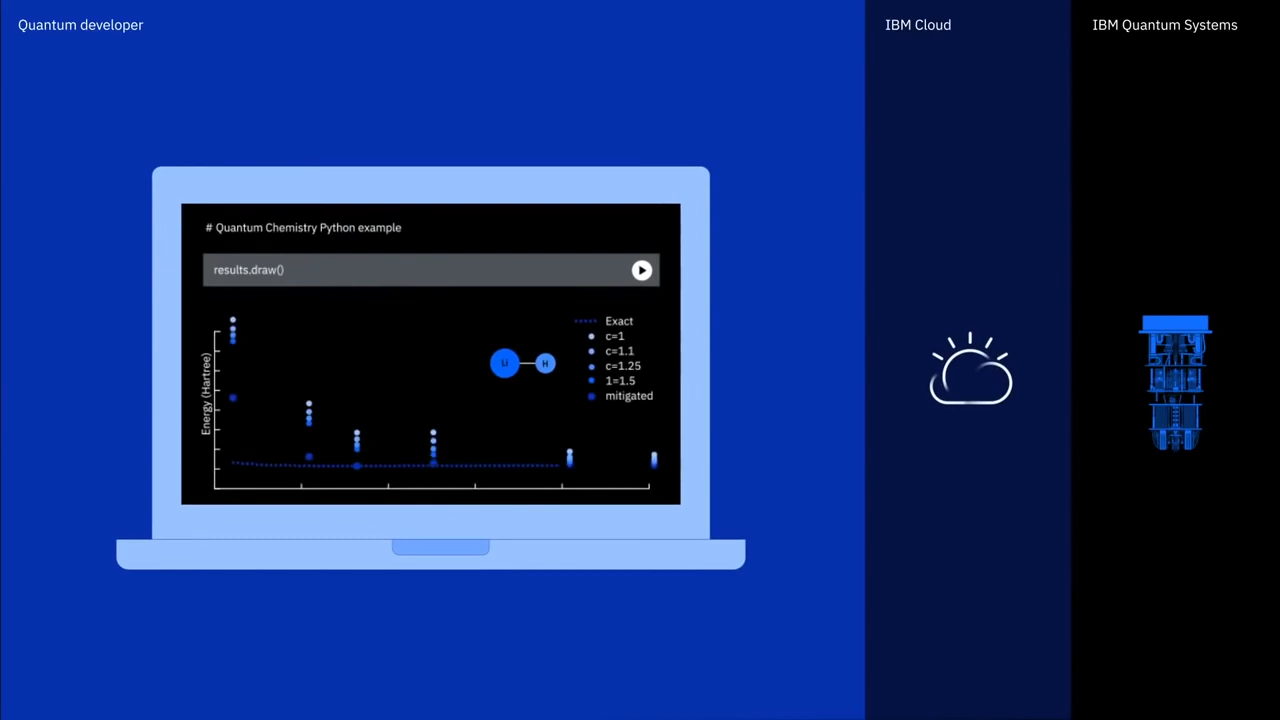 Quantum developer
IBM Cloud
IBM Quantum Systems
# Quantum Chemistry Python example
results.draw()
Energy (Hartree)
Li
H
Exact
c=1
c=1.1
c=1.25
1=1.5
mitigated